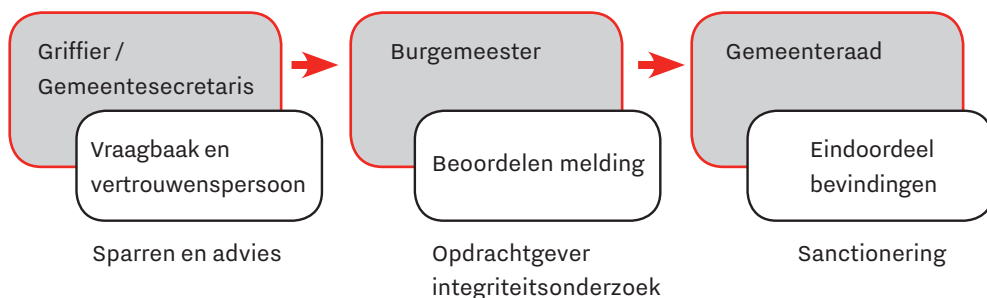 Griffier /
Gemeentesecretaris
Vraagbaak en
vertrouwenspersoon
Sparren en advies
Burgemeester
Beoordelen melding
Opdrachtgever
integriteitsonderzoek
Gemeenteraad
Eindoordeel
bevindingen
Sanctionering